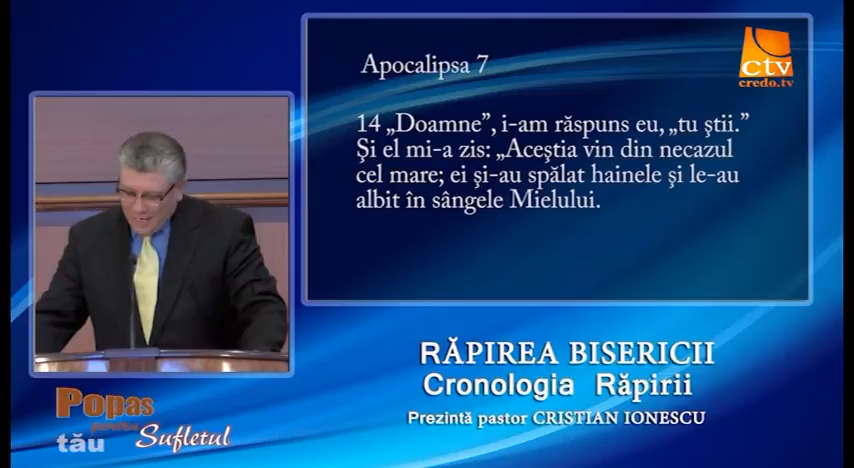 Apocalipsa 7
ctv
credo.tv
14 „Doamne”, i-am răspuns eu, „tu ştii.”
Şi el mi-a zis: „Aceştia vin din necazul
cel mare; ei şi-au spălat hainele şi le-au
albit în sângele Mielului.
RĂPIREA BISERICII
Cronologia Răpirii
Prezintă pastor CRISTIAN IONESCU
Popas
pentru
Sufletul
tău